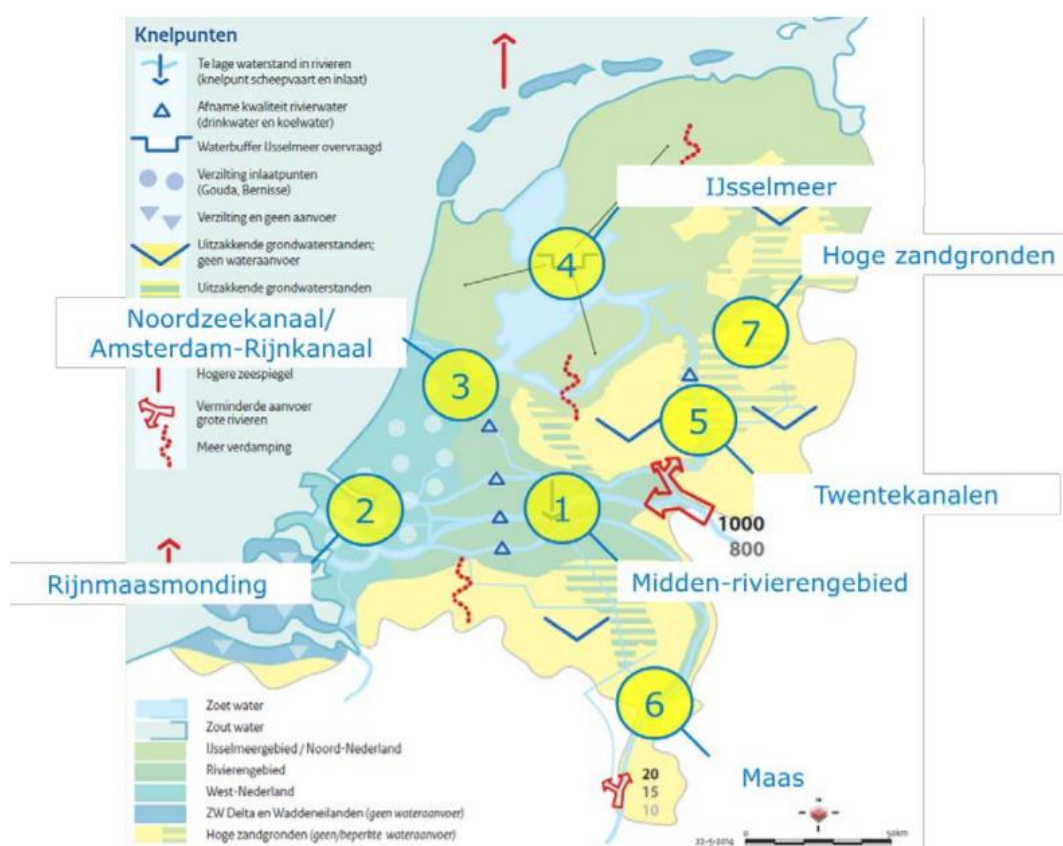 Knelpunten
Te lage waterstand in rivieren
(knelpunt scheepvaart en inlaat)
Afname kwaliteit rivierwater
(drinkwater en koelwater)
Waterbuffer IJsselmeer overvraagd
Verzilting inlaatpunten
(Gouda, Bernisse)
Verzilting en geen aanvoer
Uitzakkende grondwaterstanden;
geen wateraanvoer
Uitzakkende grondwaterstanden
Hogere zeespiegel
Verminderde aanvoer
grote rivieren
Meer verdamping
IJsselmeer
4
Hoge zandgronden
7
Noordzeekanaal/
Amsterdam-Rijnkanaal
3
5
Twentekanalen
1000
800
2
1
Rijnmaasmonding
Midden-rivierengebied
6
Maas
20
15
10
Zoet water
Zout water
IJsselmeergebied / Noord-Nederland
Rivierengebied
West-Nederland
ZW Delta en Waddeneilanden (geen wateraanvoer)
Hoge zandgronden (geen/beperkte wateraanvoer)
22-5-2014
0
50km